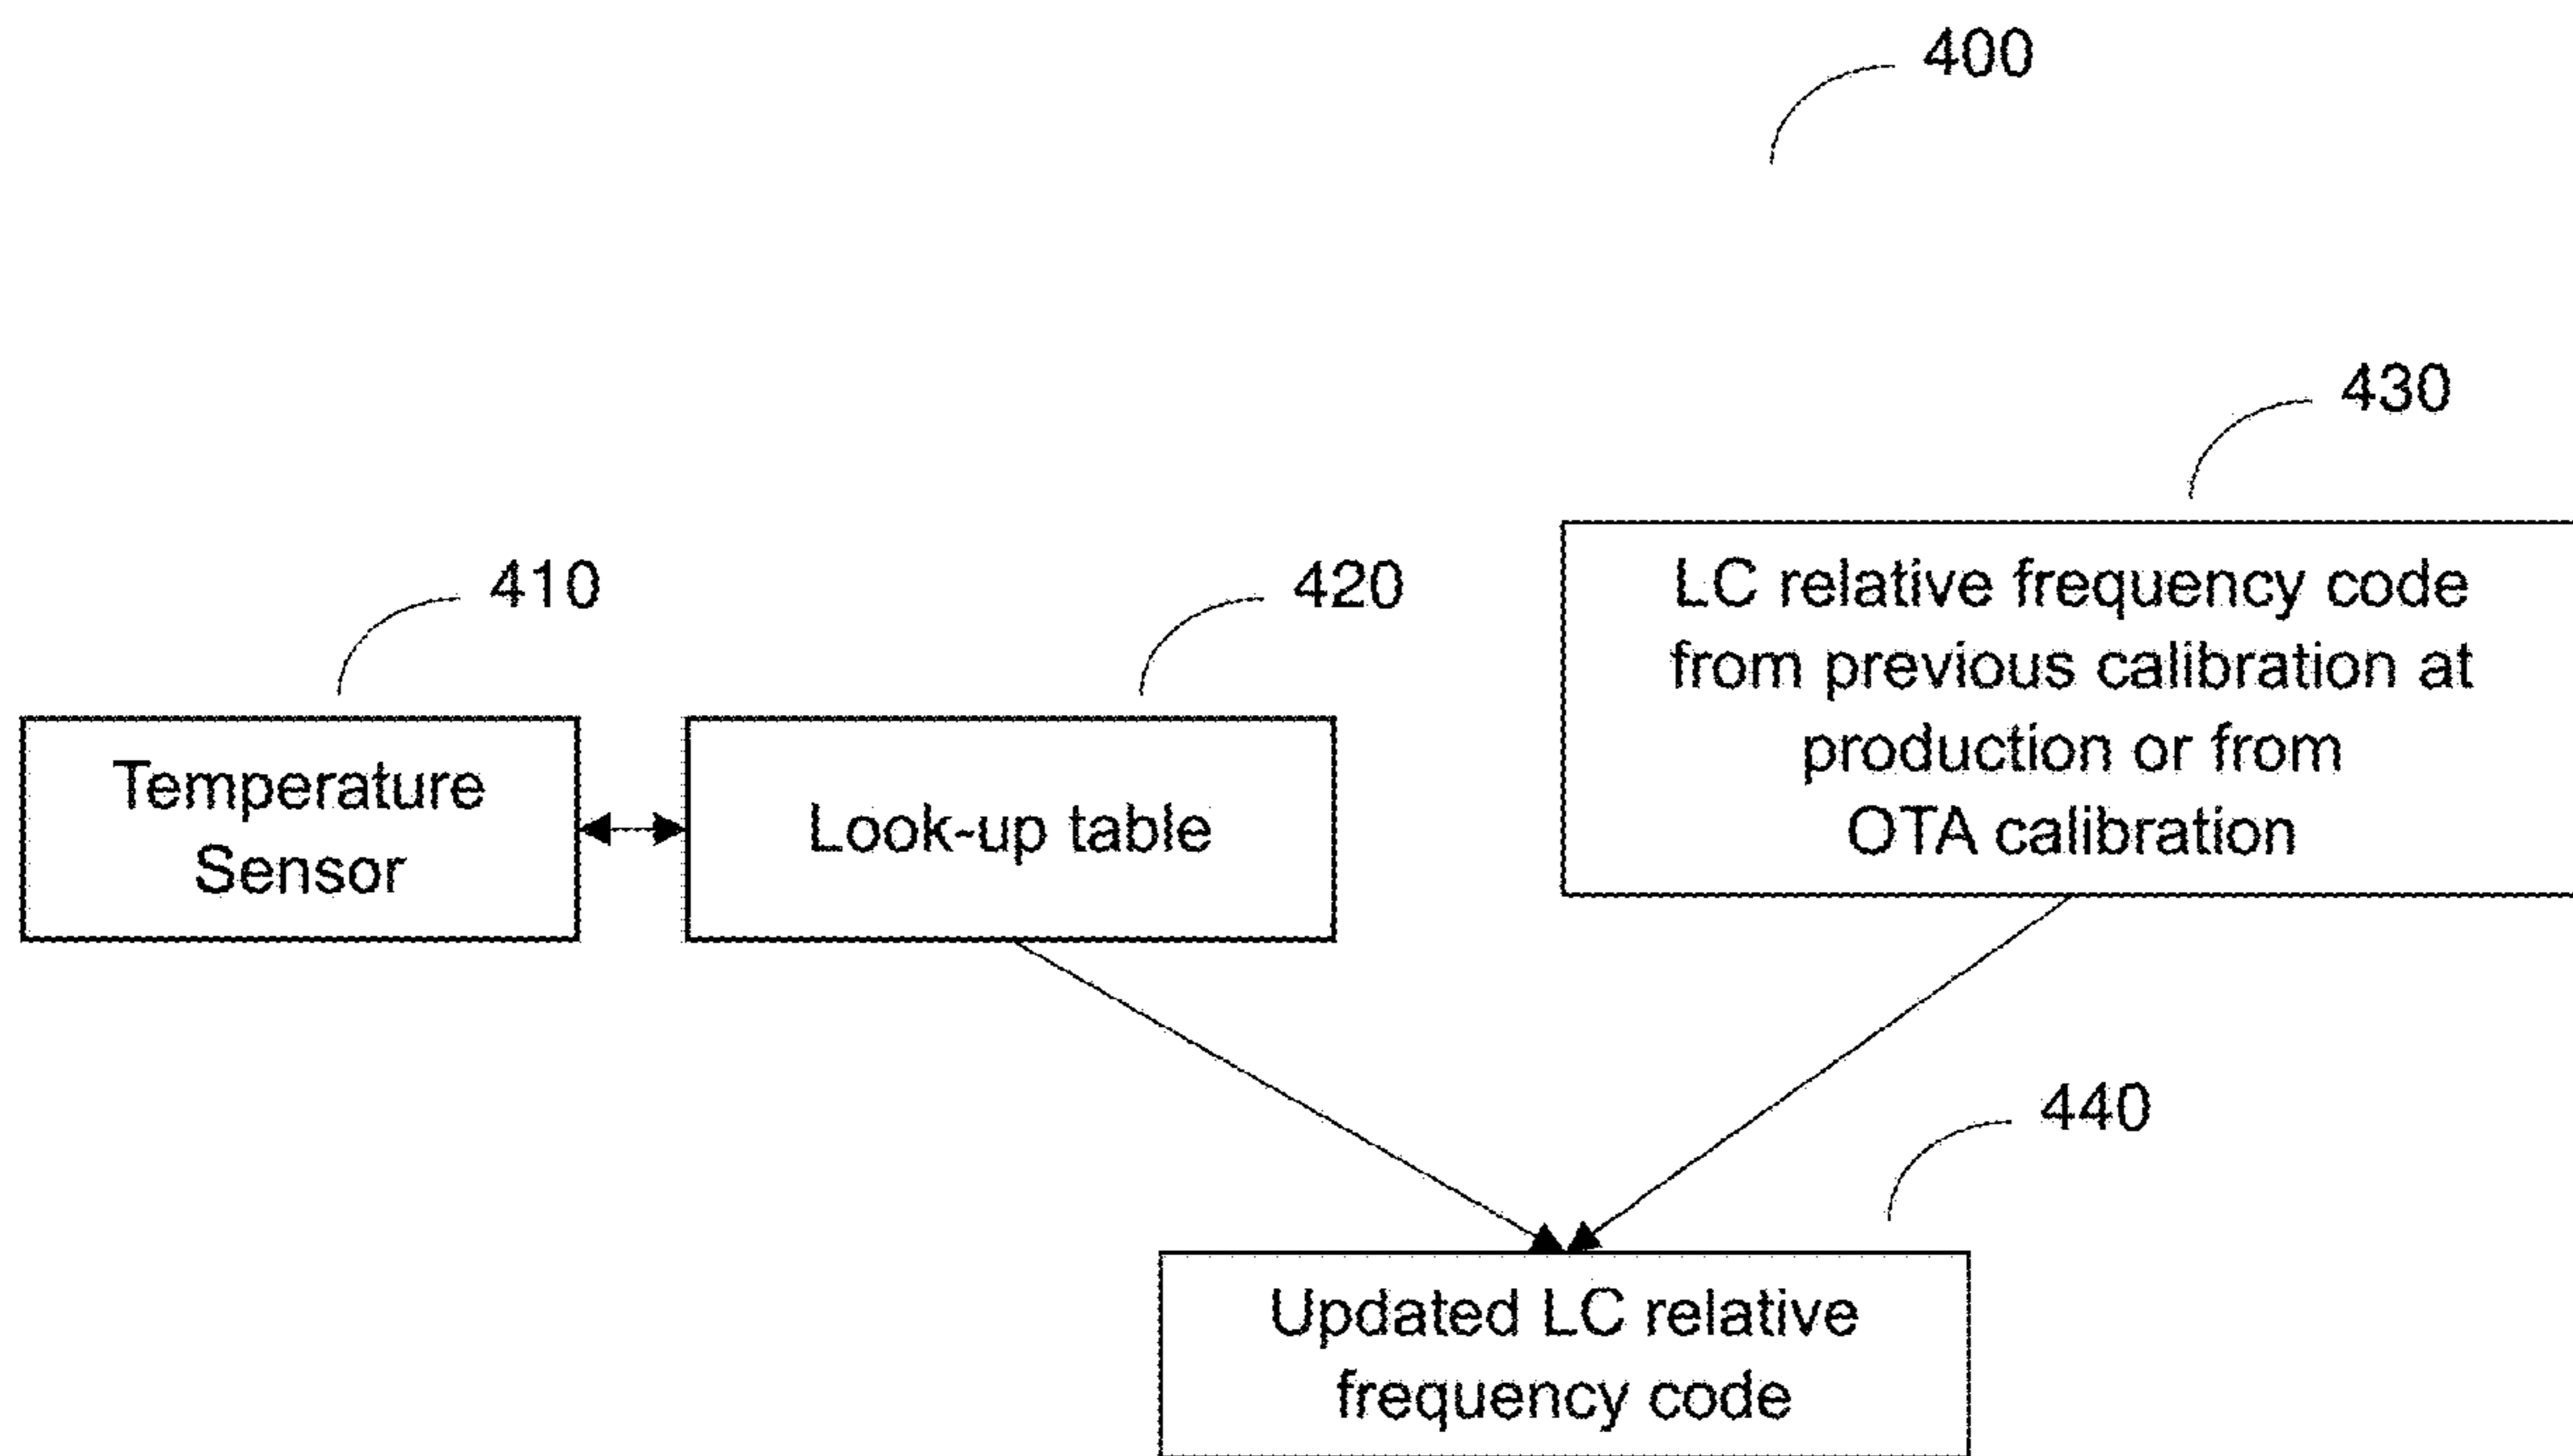 400
430
LC relative frequency code
from previous calibration at
production or from
OTA calibration
410
420
Temperature
Sensor
Look-up table
440
Updated LC relative
frequency code